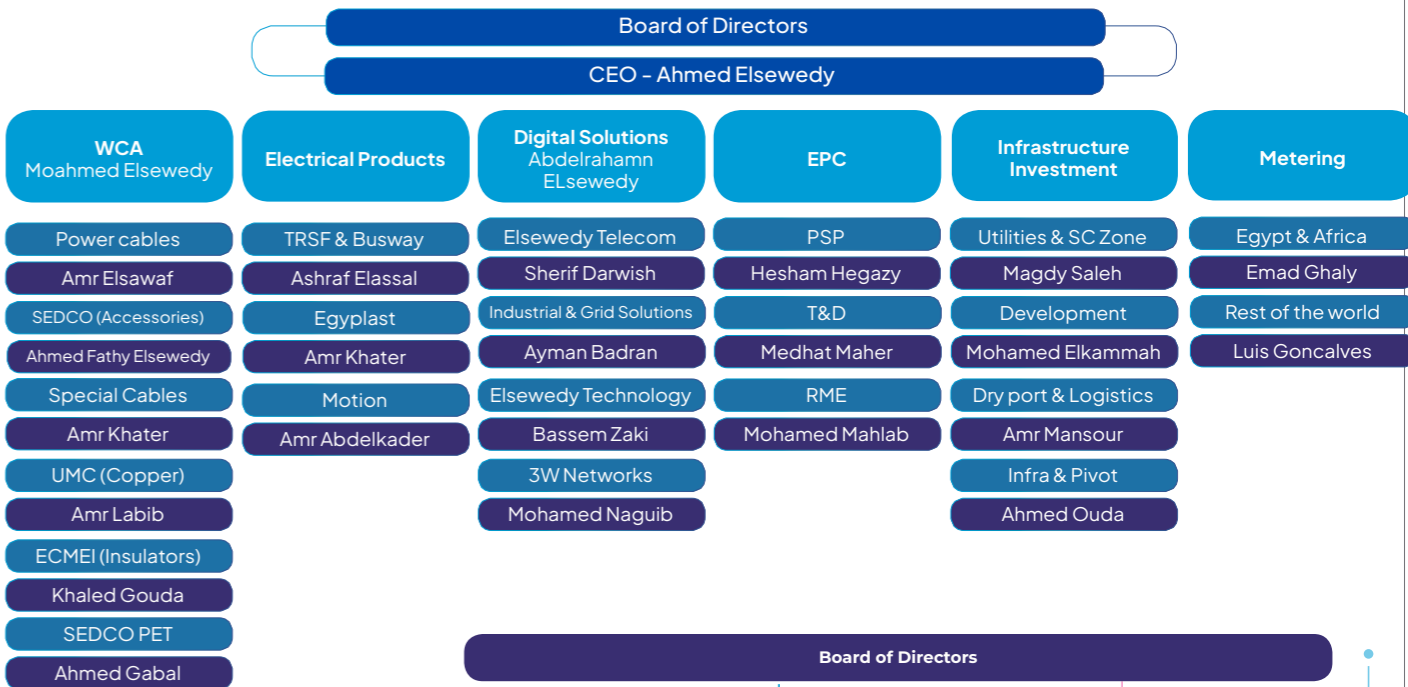 Board of Directors
CEO - Ahmed Elsewedy
WCA
Moahmed Elsewedy
Power cables
Amr Elsawaf
SEDCO (Accessories)
Ahmed Fathy Elsewedy
Special Cables
Amr Khater
UMC (Copper)
Amr Labib
ECMEI (Insulators)
Khaled Gouda
SEDCO PET
Ahmed Gabal
Electrical Products
TRSF & Busway
Ashraf Elassal
Egyplast
Amr Khater
Motion
Amr Abdelkader
Digital Solutions
Abdelrahamn
ELsewedy
Elsewedy Telecom
Sherif Darwish
Industrial & Grid Solutions
Ayman Badran
Elsewedy Technology
Bassem Zaki
3W Networks
Mohamed Naguib
EPC
PSP
Hesham Hegazy
T&D
Medhat Maher
RME
Mohamed Mahlab
Infrastructure
Investment
Utilities & SC Zone
Magdy Saleh
Development
Mohamed Elkammah
Dry port & Logistics
Amr Mansour
Infra & Pivot
Ahmed Ouda
Metering
Egypt & Africa
Emad Ghaly
Rest of the world
Luis Goncalves
Board of Directors